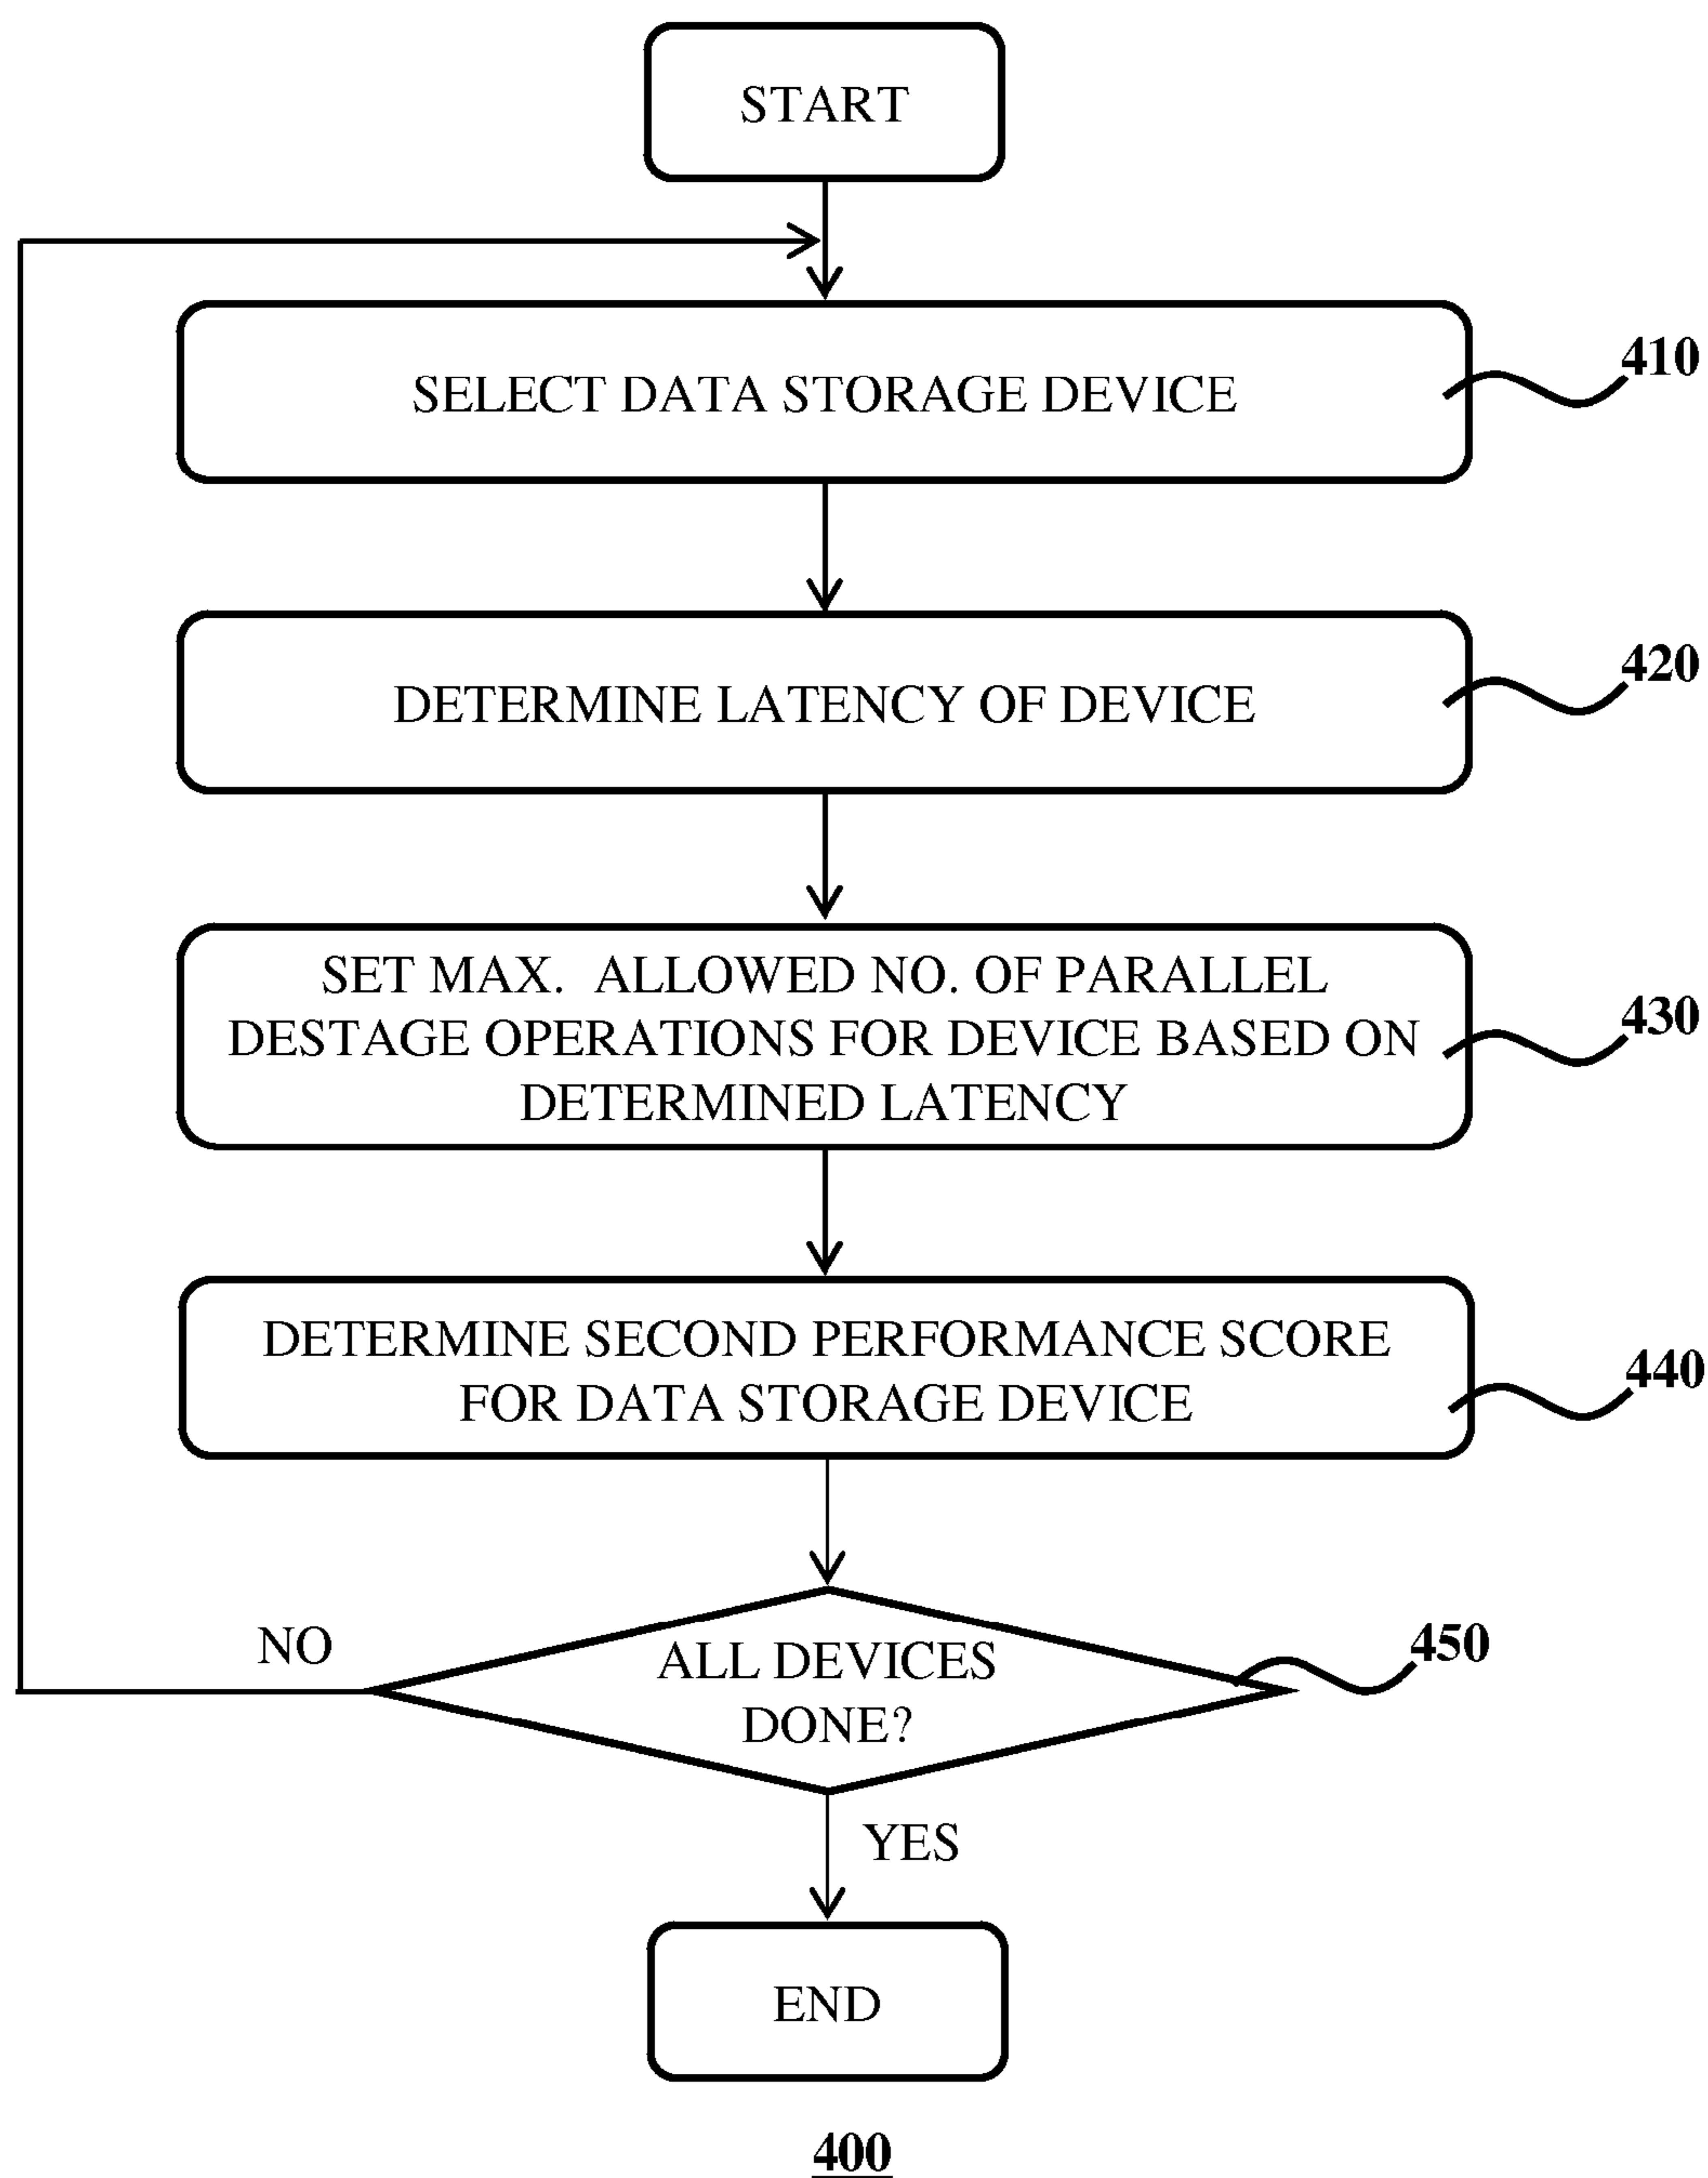 START
SELECT DATA STORAGE DEVICE
410
DETERMINE LATENCY OF DEVICE
420
SET MAX. ALLOWED NO. OF PARALLEL
DESTAGE OPERATIONS FOR DEVICE BASED ON
DETERMINED LATENCY
430
DETERMINE SECOND PERFORMANCE SCORE
FOR DATA STORAGE DEVICE
440
NO
ALL DEVICES
DONE?
450
YES
END
400